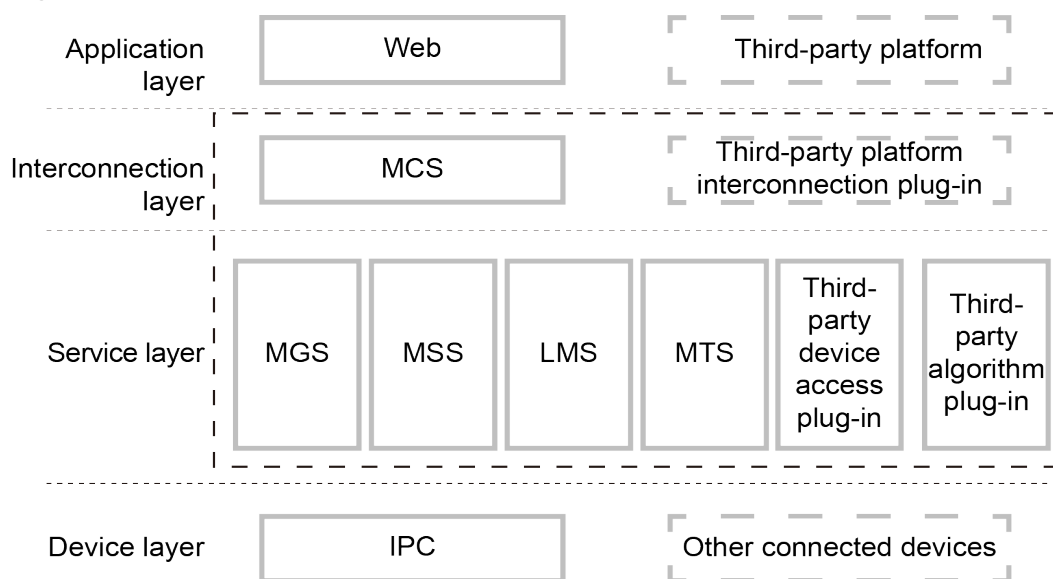 Application
layer
Web
Third-party platform
Interconnection
layer
MCS
Third-party platform
interconnection plug-in
Service layer
MGS
MSS
LMS
MTS
Third-
party
device
access
plug-in
Third-
party
algorithm
plug-in
Device layer
IPC
Other connected devices